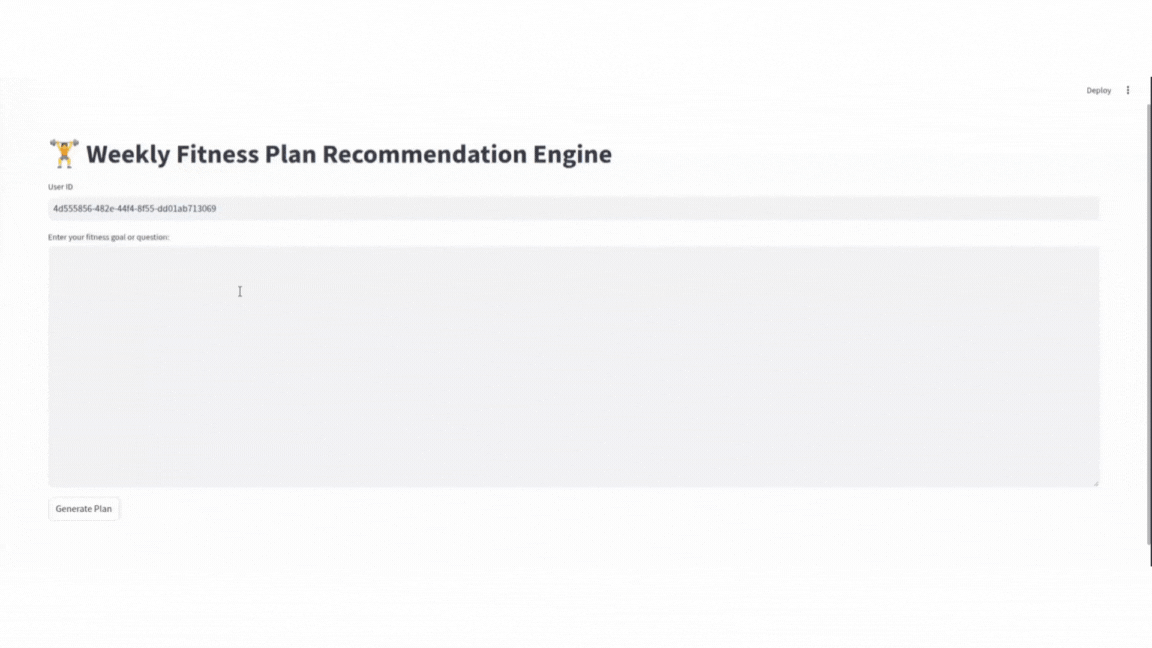 Deploy
Weekly Fitness Plan Recommendation Engine
User ID
4d555856-482e-44f4-8f55-dd01ab713069
Enter your fitness goal or question:
Generate Plan